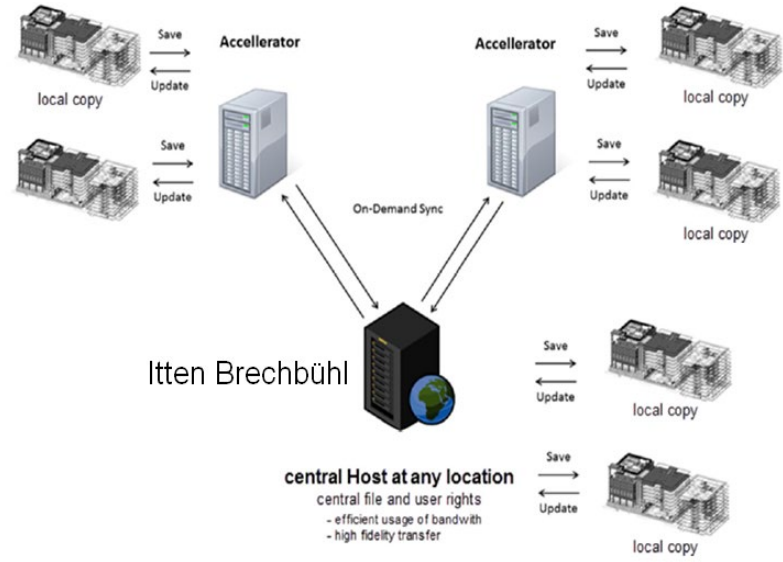 Save
Accellerator
Update
local copy
Save
Update
Accellerator
Save
Update
local copy
Save
Update
local copy
On-Demand Sync
Itten Brechbühl
Save
Update
local copy
central Host at any location
central file and user rights
- efficient usage of bandwith
- high fidelity transfer
Save
Update
local copy